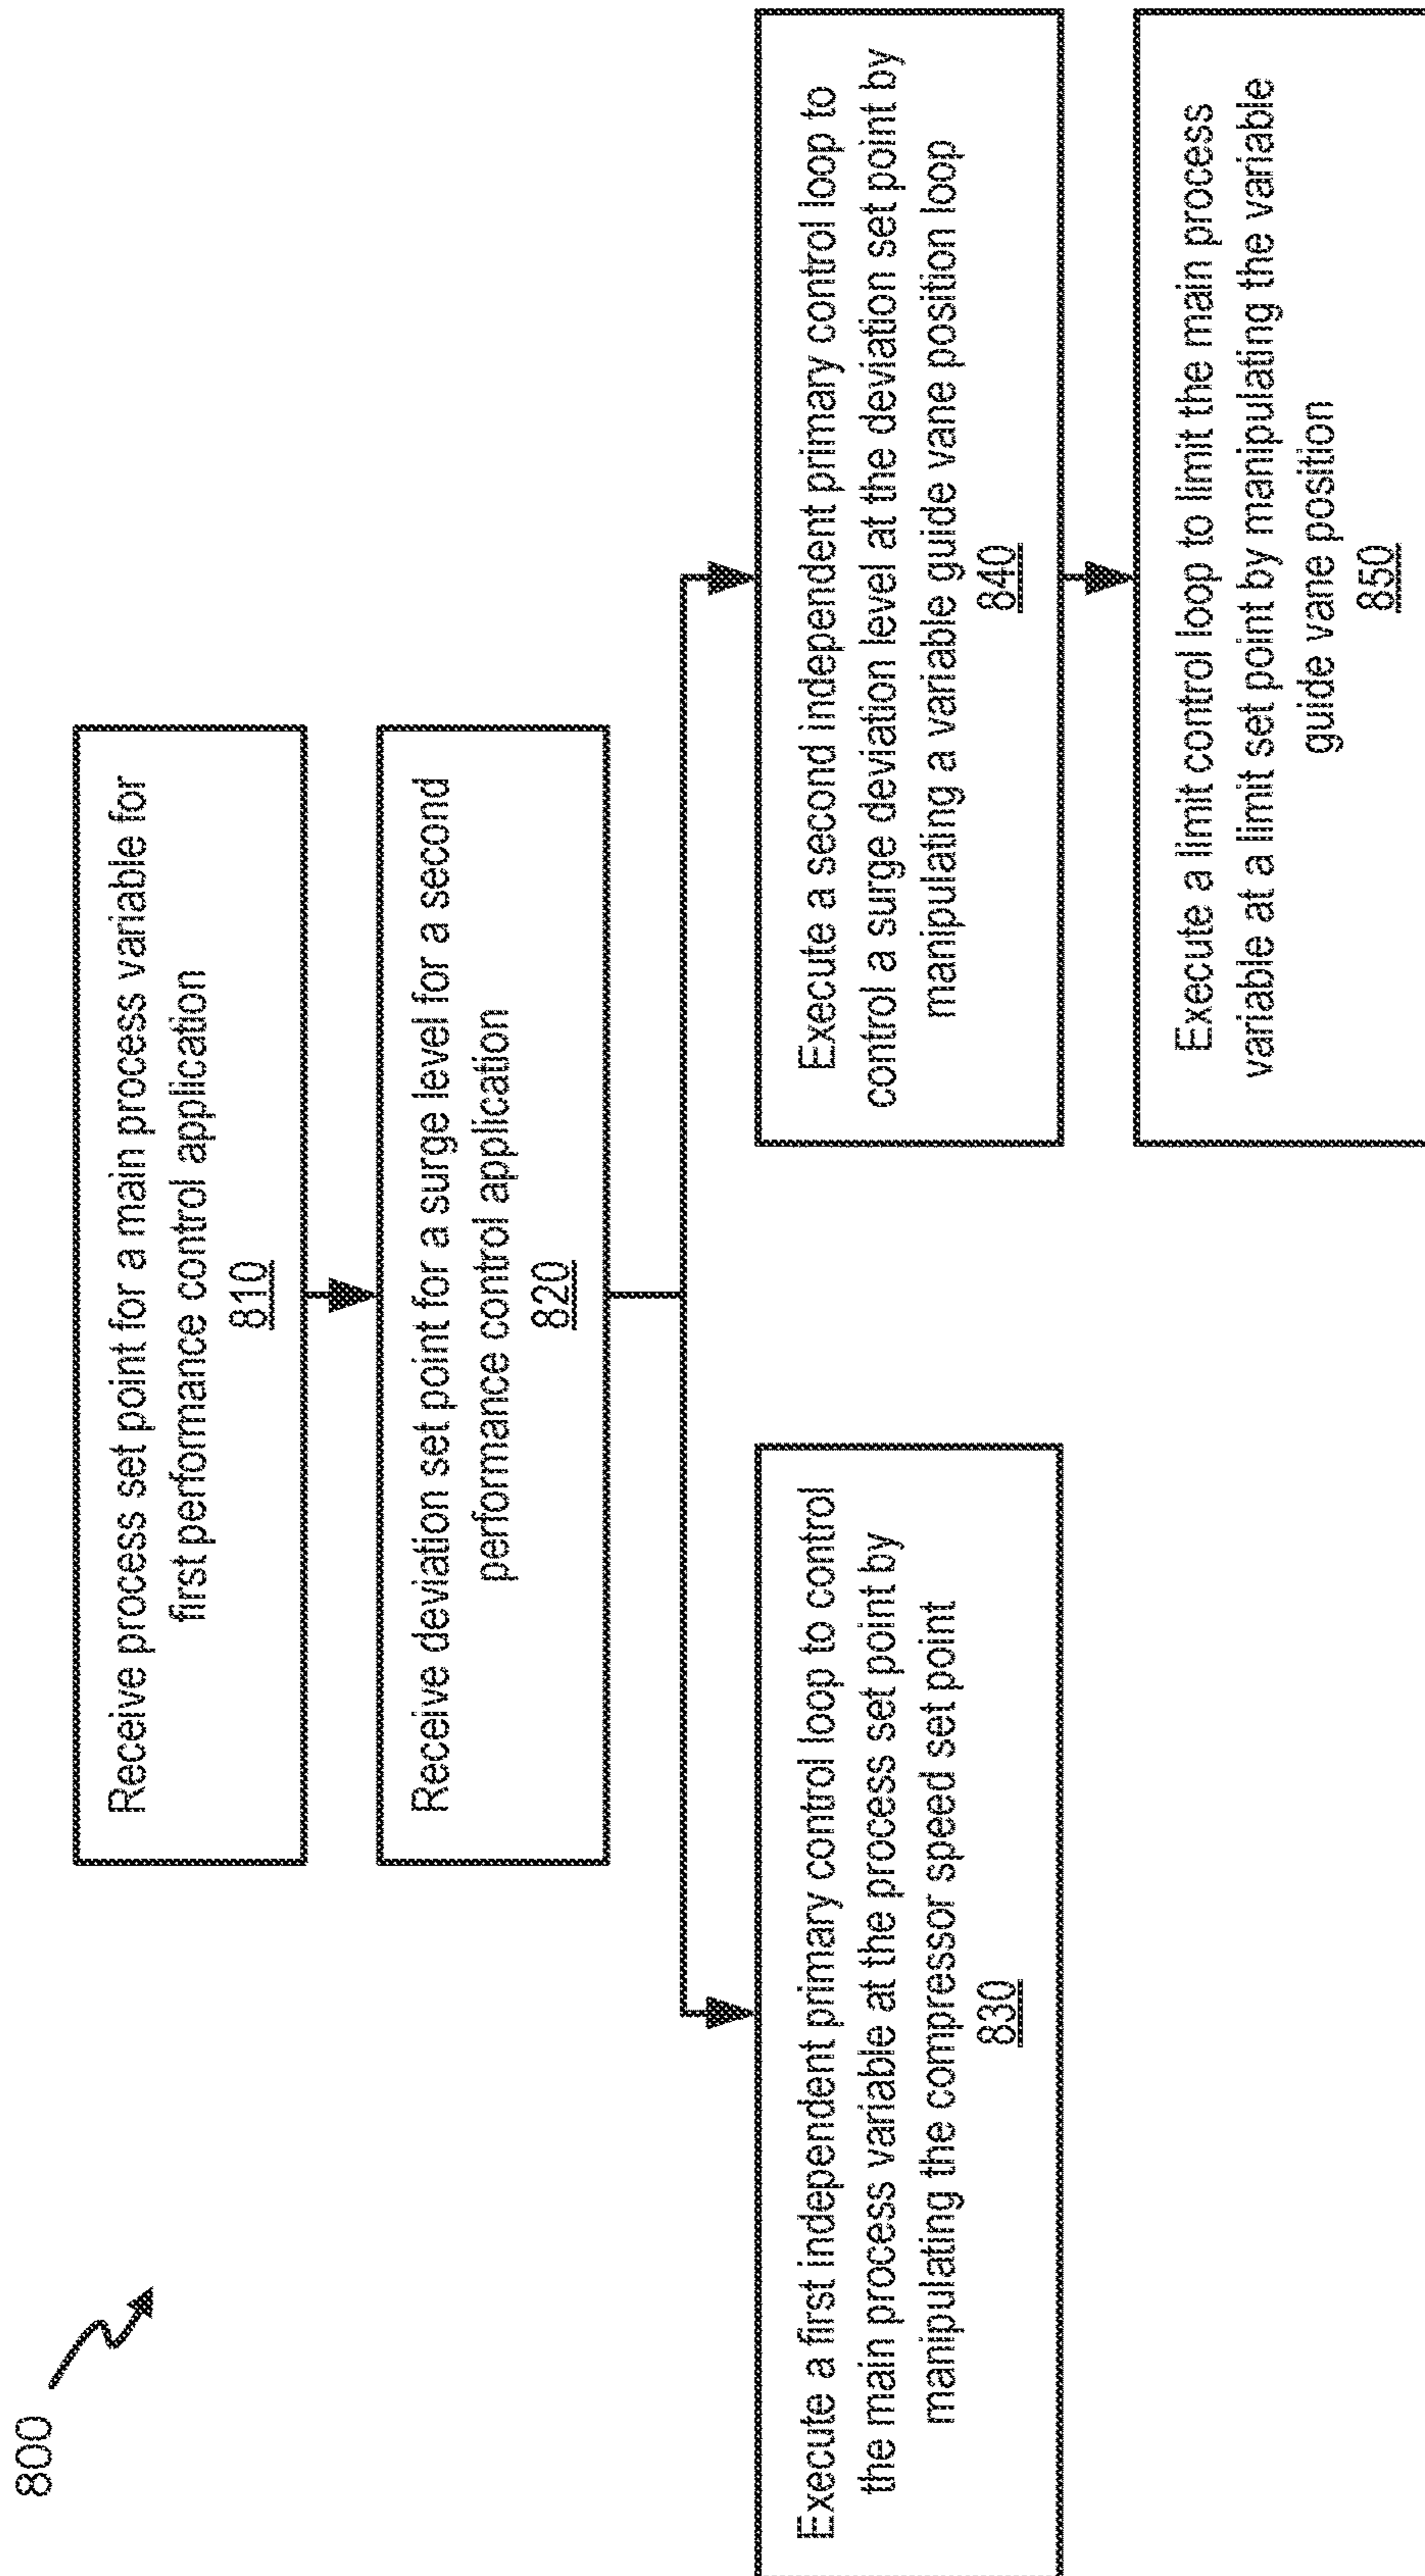 800
Receive process set point for a main process variable for
first performance control application
810
Receive deviation set point for a surge level for a second
performance control application
820
Execute a first independent primary control loop to control
the main process variable at the process set point by
manipulating the compressor speed set point
830
Execute a second independent primary control loop to
control a surge deviation level at the deviation set point by
manipulating a variable guide vane position loop
840
Execute a limit control loop to limit the main process
variable at a limit set point by manipulating the variable
guide vane position
850